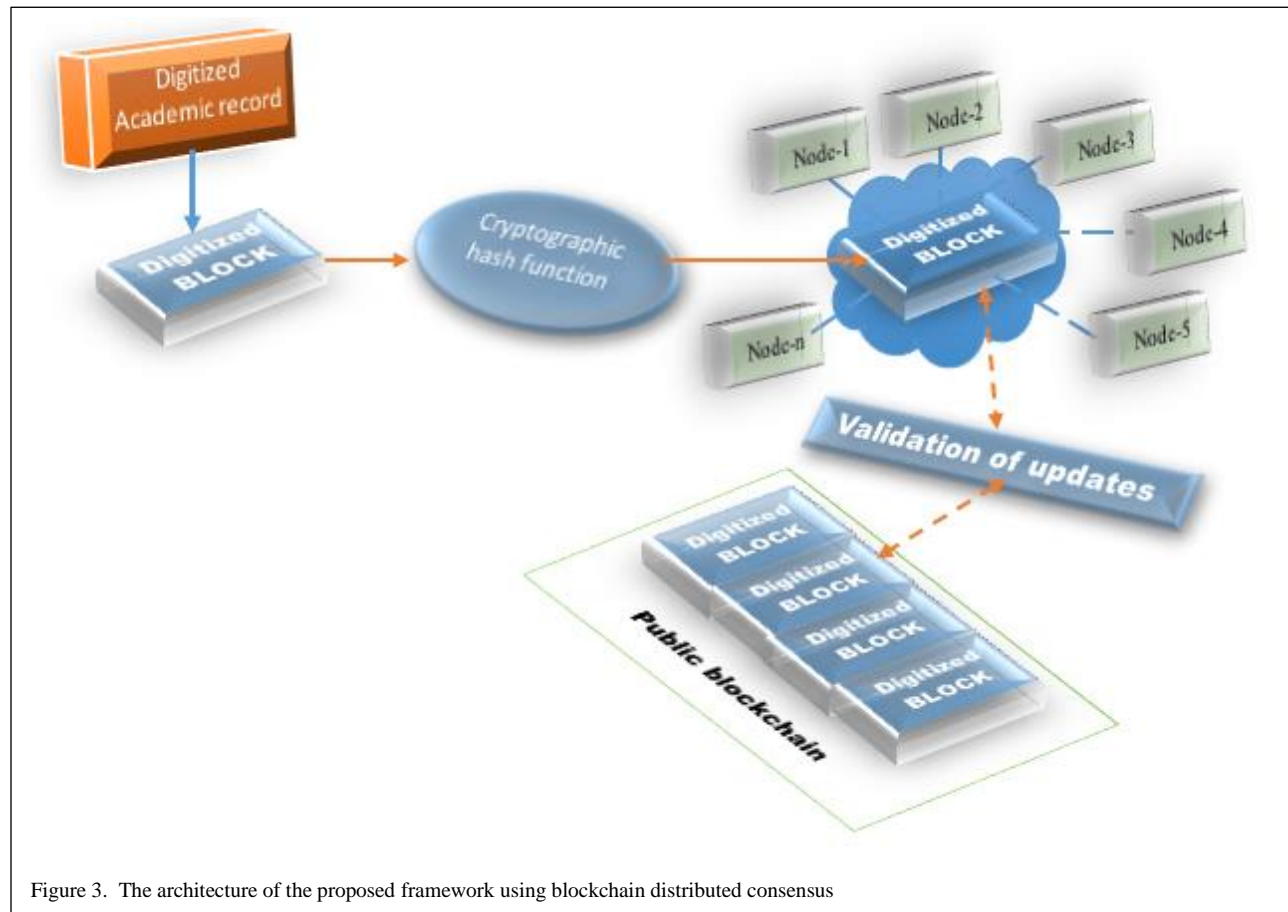 Digitized
Academic record
Digitized
BLOCK
Cryptographic
hash function
Node-1
Node-2
Node-3
Node-4
Node-5
Node-n
Digitized
BLOCK
Validation of updates
Digitized
BLOCK
Digitized
BLOCK
Digitized
BLOCK
Digitized
BLOCK
Public blockchain
Figure 3. The architecture of the proposed framework using blockchain distributed consensus